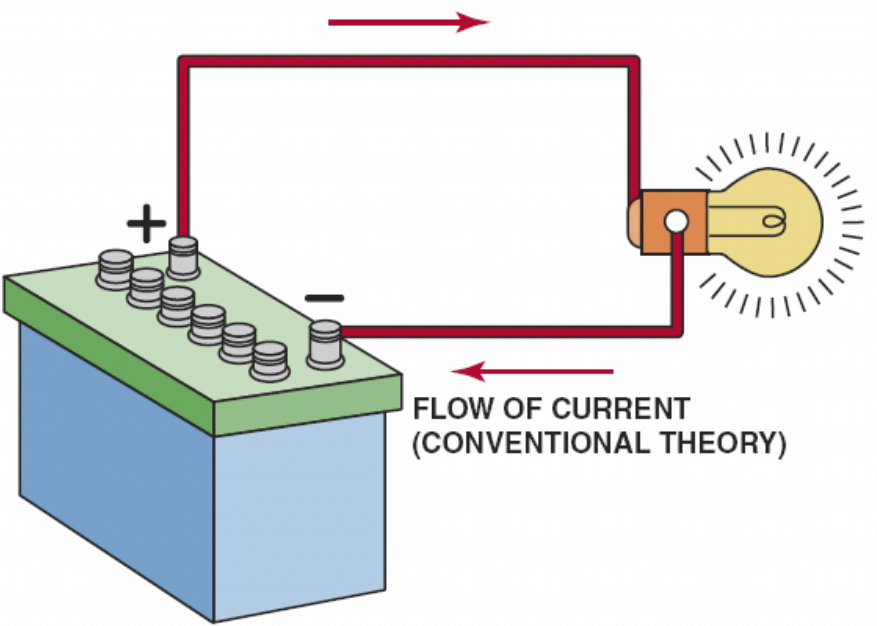 +
−
FLOW OF CURRENT
(CONVENTIONAL THEORY)